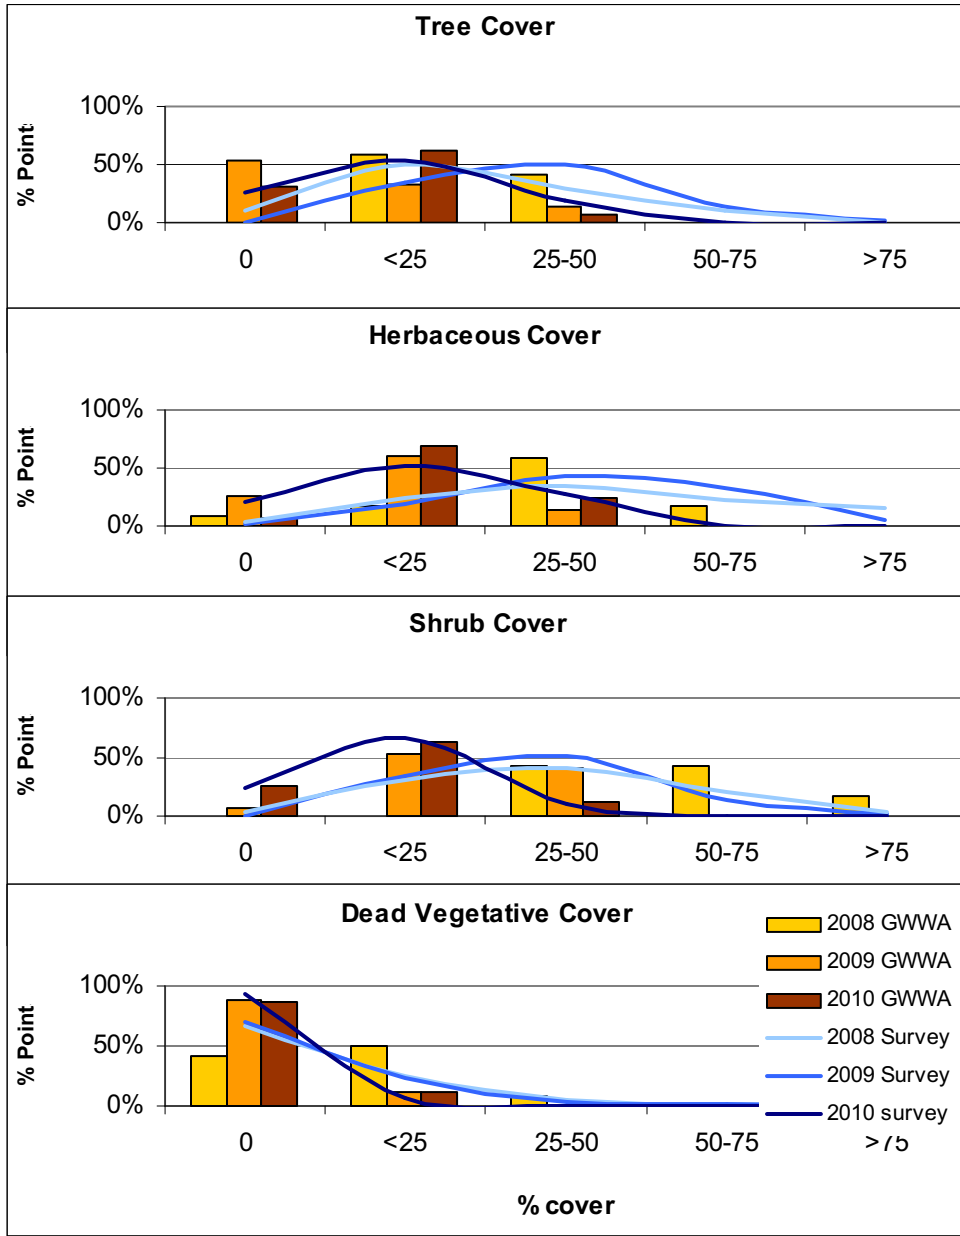 Tree Cover
% Point
100%
50%
0%
0 <25 25-50 50-75 >75
Herbaceous Cover
% Point
100%
50%
0%
0 <25 25-50 50-75 >75
Shrub Cover
% Point
100%
50%
0%
0 <25 25-50 50-75 >75
Dead Vegetative Cover
% Point
100%
50%
0%
0 <25 25-50 50-75 >75
2008 GWWA
2009 GWWA
2010 GWWA
2008 Survey
2009 Survey
2010 survey
% cover